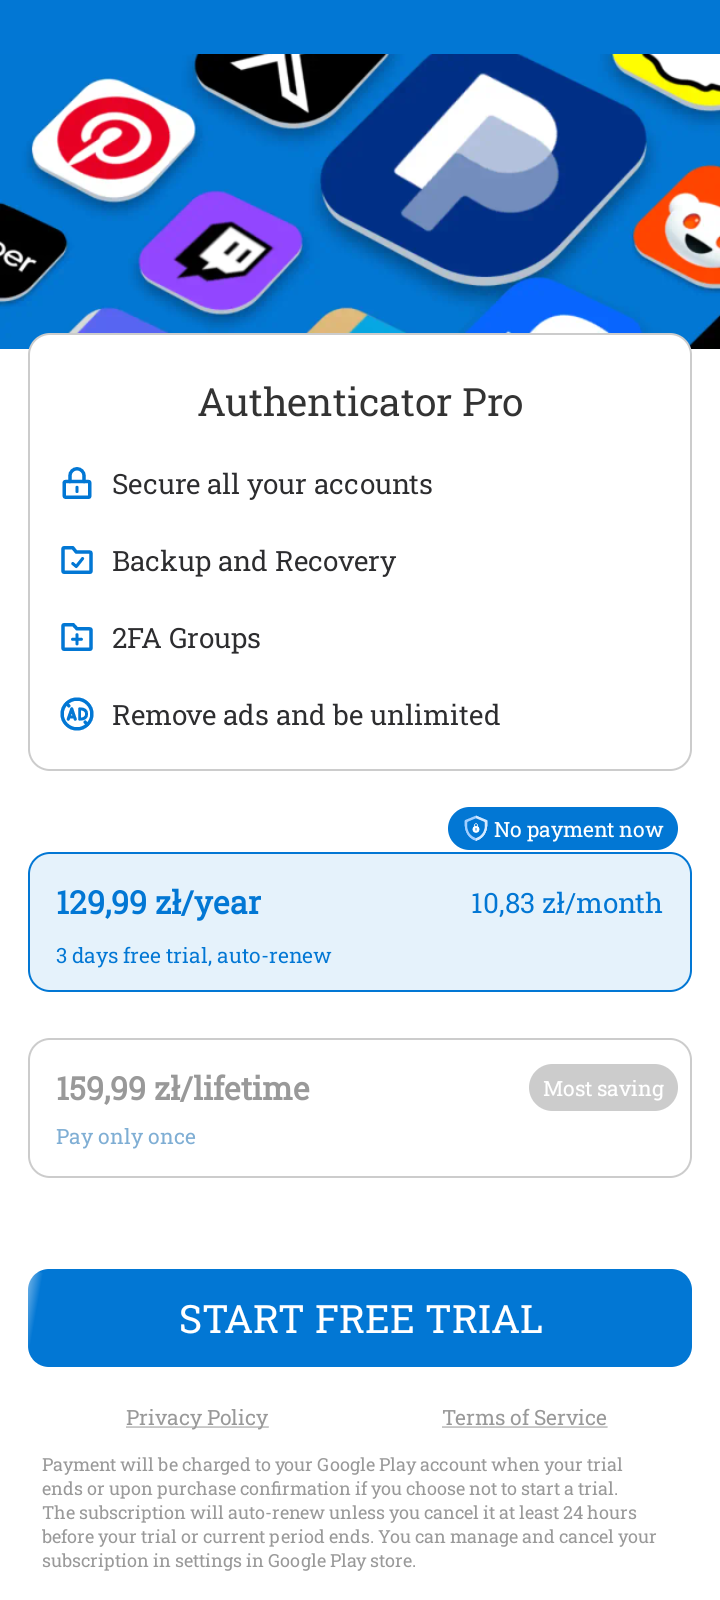 per
Authenticator Pro
Secure all your accounts
Backup and Recovery
2FA Groups
AD
Remove ads and be unlimited
No payment now
129,99 zł/year
10,83 zł/month
3 days free trial, auto-renew
159,99 zł/lifetime
Most saving
Pay only once
START FREE TRIAL
Privacy Policy
Terms of Service
Payment will be charged to your Google Play account when your trial
ends or upon purchase confirmation if you choose not to start a trial.
The subscription will auto-renew unless you cancel it at least 24 hours
before your trial or current period ends. You can manage and cancel your
subscription in settings in Google Play store.